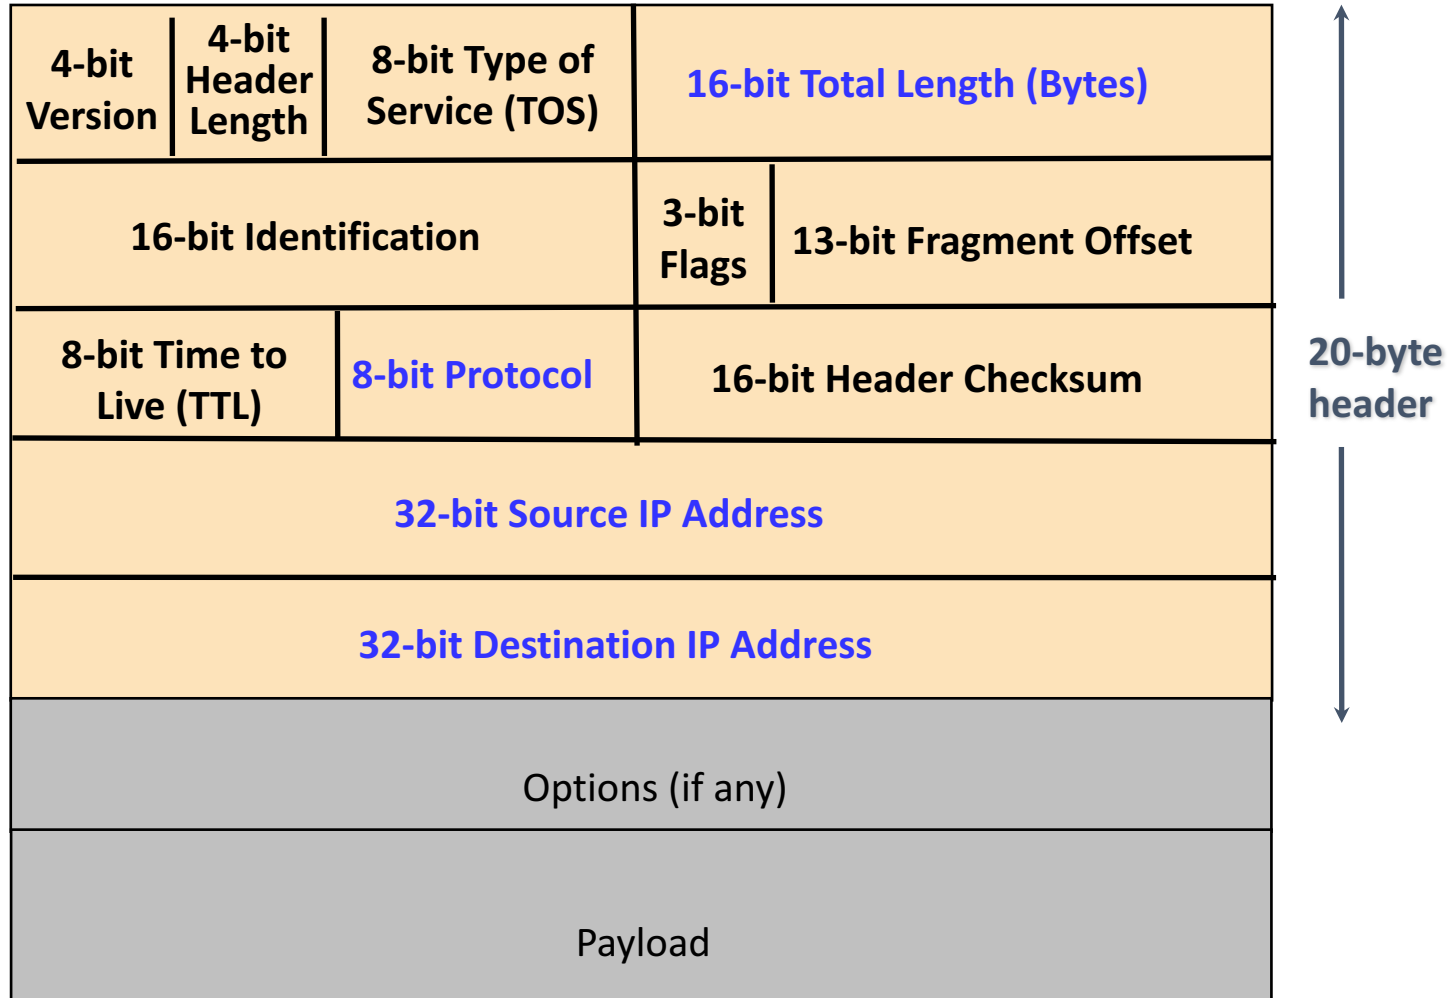 4-bit
Version
4-bit
Header
Length
8-bit Type of
Service (TOS)
16-bit Total Length (Bytes)
16-bit Identification
3-bit
Flags
13-bit Fragment Offset
8-bit Time to
Live (TTL)
8-bit Protocol
16-bit Header Checksum
20-byte
header
32-bit Source IP Address
32-bit Destination IP Address
Options (if any)
Payload